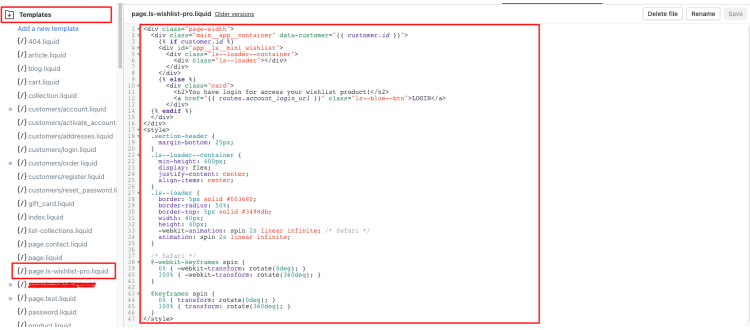 Templates
Add a new template
{/} 404.liquid
{/} article.liquid
{/} blog.liquid
{/} cart.liquid
{/} collection.liquid
{/} customers/account.liquid
{/} customers/activate_account
{/} customers/addresses.liquid
{/} customers/login.liquid
{/} customers/order.liquid
{/} customers/register.liquid
{/} customers/reset_password.li
{/} gift_card.liquid
{/} index.liquid
{/} list-collections.liquid
{/} page.contact.liquid
{/} page.liquid
{/} page.ls-wishlist-pro.liquid
{/}
{/} page.test.liquid
{/} password.liquid
{/} product.liquid
page.ls-wishlist-pro.liquid Older versions
Delete file Rename Save
1 <div class="page-width">
2 <div class="main__app__container" data-customer="{{ customer.id }}">
3 {% if customer.id %}
4 <div id="app__ls__mini_wishlist">
5 <div class="ls--loader--container">
6 <div class="ls--loader"></div>
7 </div>
8 </div>
9 {% else %}
10 <div class="card">
11 <h2>You have login for access your wishlist product!</h2>
12 <a href="{{ routes.account_login_url }}" class="ls--blue--btn">LOGIN</a>
13 </div>
14 {% endif %}
15 </div>
16 </div>
17 <style>
18 .section-header {
19 margin-bottom: 25px;
20 }
21 .ls--loader--container {
22 min-height: 400px;
23 display: flex;
24 justify-content: center;
25 align-items: center;
26 }
27 .ls--loader {
28 border: 5px solid #003680;
29 border-radius: 50%;
30 border-top: 5px solid #3498db;
31 width: 40px;
32 height: 40px;
33 -webkit-animation: spin 2s linear infinite; /* Safari */
34 animation: spin 2s linear infinite;
35 }
36
37 /* Safari */
38 @-webkit-keyframes spin {
39 0% { -webkit-transform: rotate(0deg); }
40 100% { -webkit-transform: rotate(360deg); }
41 }
42
43 @keyframes spin {
44 0% { transform: rotate(0deg); }
45 100% { transform: rotate(360deg); }
46 }
47 </style>